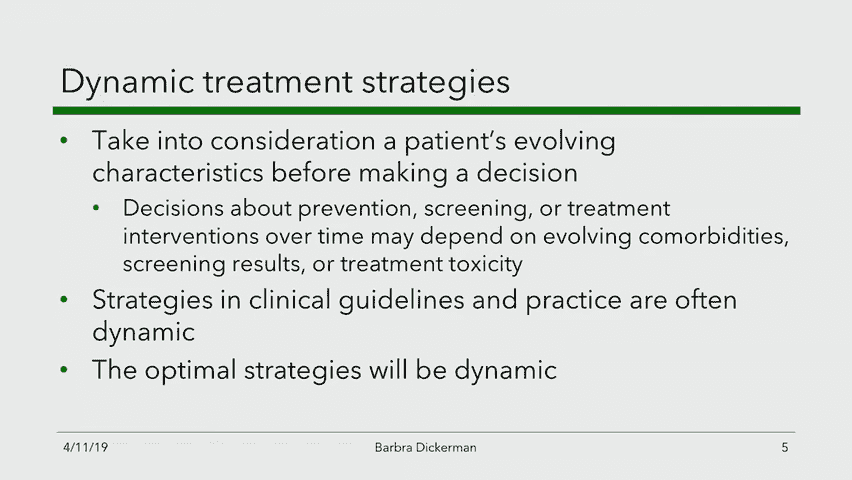 Dynamic treatment strategies
• Take into consideration a patient's evolving
characteristics before making a decision
• Decisions about prevention, screening, or treatment
interventions over time may depend on evolving comorbidities,
screening results, or treatment toxicity
• Strategies in clinical guidelines and practice are often
dynamic
• The optimal strategies will be dynamic
4/11/19 Barbra Dickerman 5